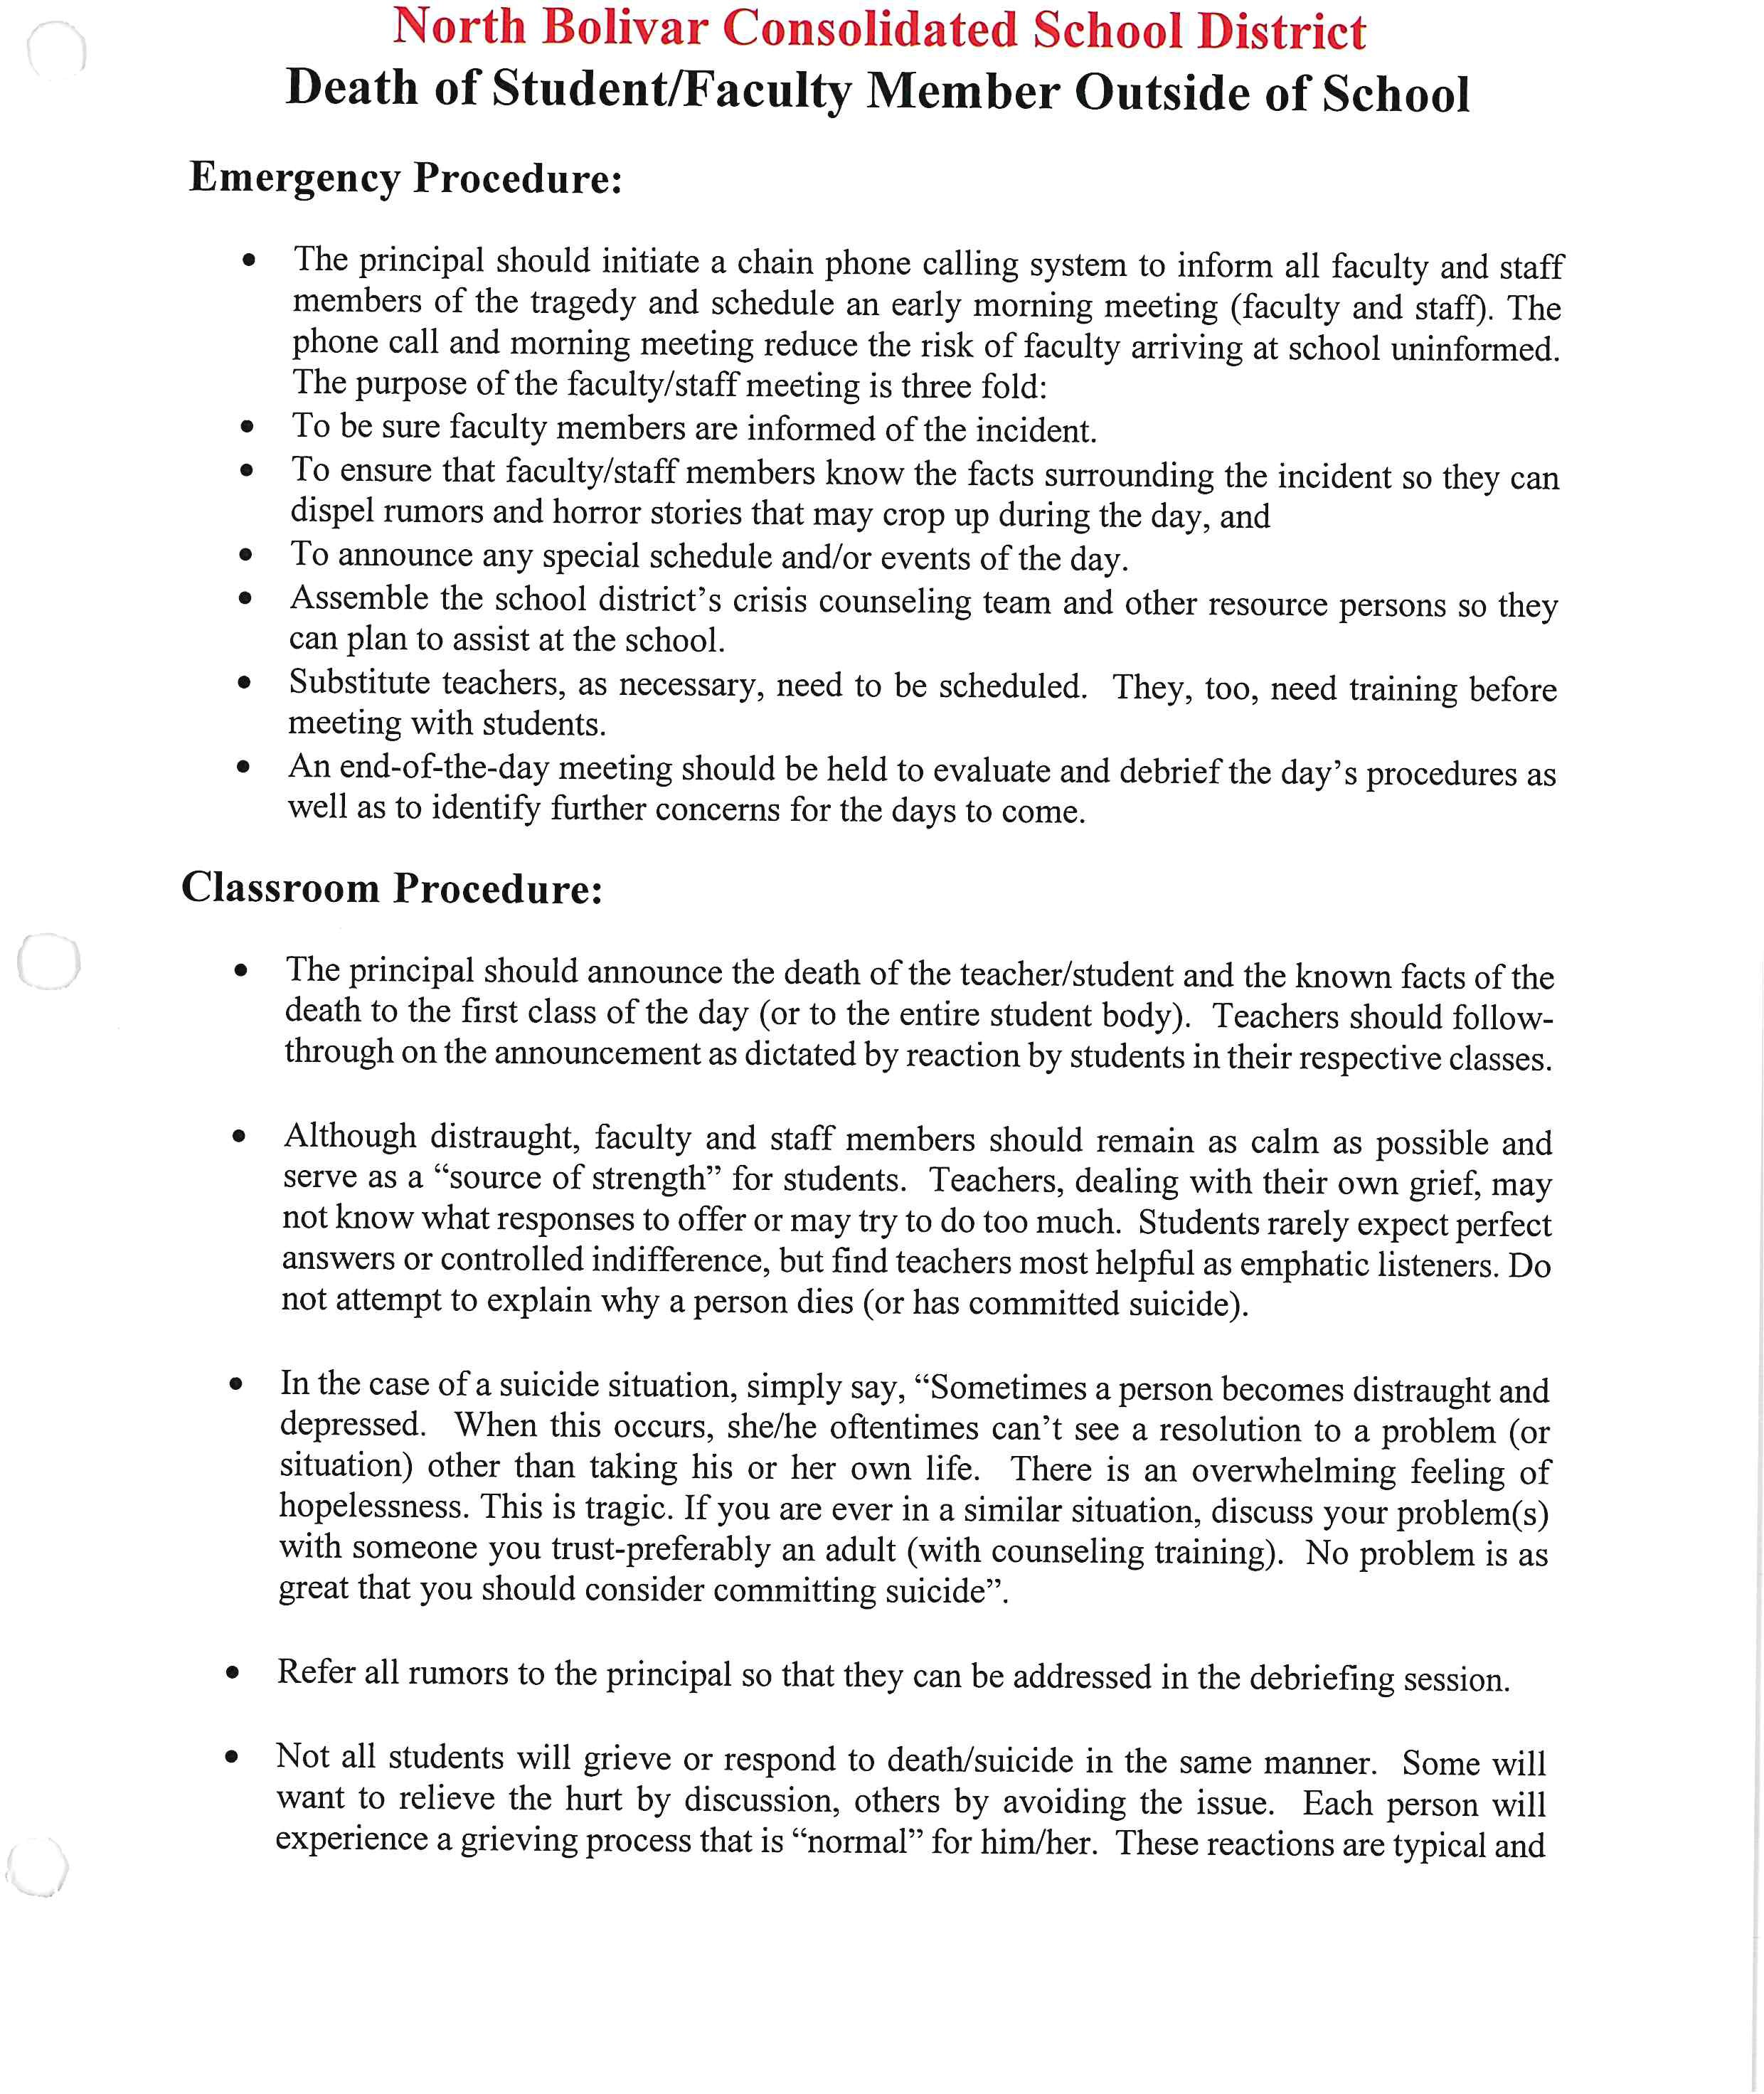 North Bolivar Consolidated School District
Death of Student/Faculty Member Outside of School
Emergency Procedure:
• The principal should initiate a chain phone calling system to inform all faculty and staff
members of the tragedy and schedule an early morning meeting (faculty and staff). The
phone call and morning meeting reduce the risk of faculty arriving at school uninformed.
The purpose of the faculty/staff meeting is three fold:
• To be sure faculty members are informed of the incident.
• To ensure that faculty/staff members know the facts surrounding the incident so they can
dispel rumors and horror stories that may crop up during the day, and
• To announce any special schedule and/or events of the day.
• Assemble the school district’s crisis counseling team and other resource persons so they
can plan to assist at the school.
• Substitute teachers, as necessary, need to be scheduled. They, too, need training before
meeting with students.
• An end-of-the-day meeting should be held to evaluate and debrief the day’s procedures as
well as to identify further concerns for the days to come.
Classroom Procedure:
• The principal should announce the death of the teacher/student and the known facts of the
death to the first class of the day (or to the entire student body). Teachers should follow-
through on the announcement as dictated by reaction by students in their respective classes.
• Although distraught, faculty and staff members should remain as calm as possible and
serve as a “source of strength” for students. Teachers, dealing with their own grief, may
not know what responses to offer or may try to do too much. Students rarely expect perfect
answers or controlled indifference, but find teachers most helpful as emphatic listeners. Do
not attempt to explain why a person dies (or has committed suicide).
• In the case of a suicide situation, simply say, “Sometimes a person becomes distraught and
depressed. When this occurs, she/he oftentimes can’t see a resolution to a problem (or
situation) other than taking his or her own life. There is an overwhelming feeling of
hopelessness. This is tragic. If you are ever in a similar situation, discuss your problem(s)
with someone you trust-preferably an adult (with counseling training). No problem is as
great that you should consider committing suicide”.
• Refer all rumors to the principal so that they can be addressed in the debriefing session.
• Not all students will grieve or respond to death/suicide in the same manner. Some will
want to relieve the hurt by discussion, others by avoiding the issue. Each person will
experience a grieving process that is “normal” for him/her. These reactions are typical and